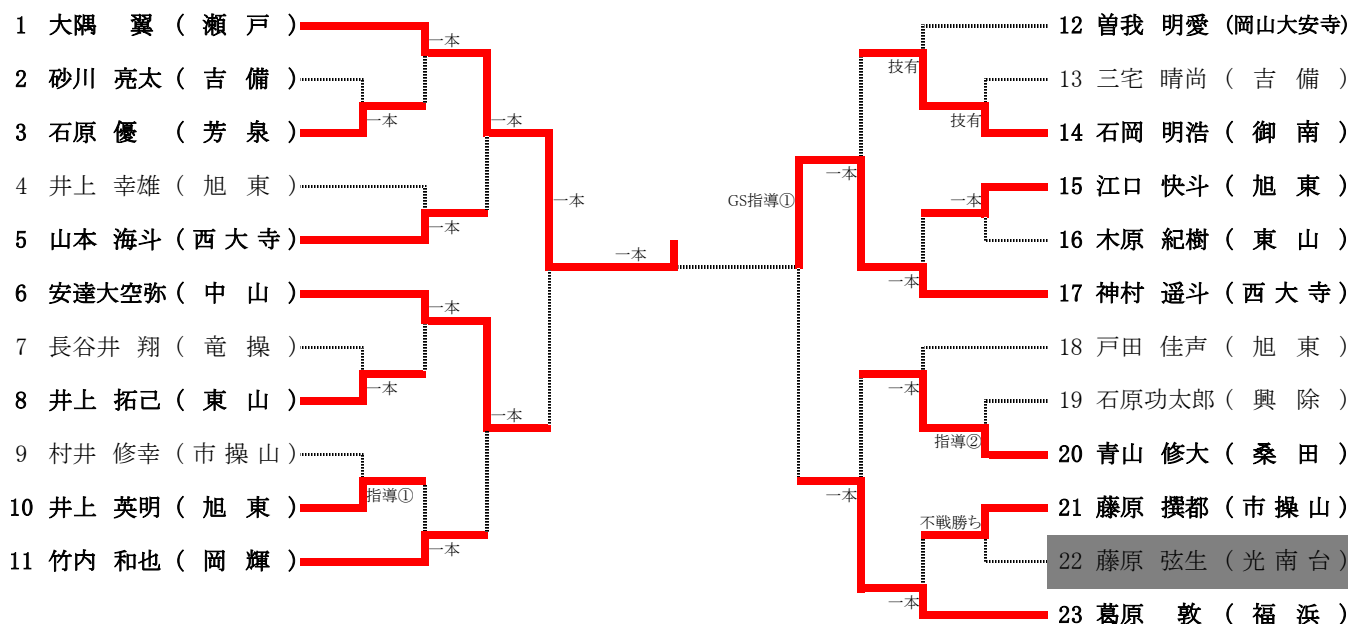 1 大隅 翼 ( 瀬 戸 )
一本
2 砂川 亮太 ( 吉 備 )
一本
一本
3 石原 優 ( 芳 泉 )
4 井上 幸雄 ( 旭 東 )
一本
一本
5 山本 海斗 ( 西 大 寺 )
一本
6 安達大空弥 ( 中 山 )
一本
7 長谷井 翔 ( 竜 操 )
一本
一本
8 井上 拓己 ( 東 山 )
9 村井 修幸 ( 市 操 山 )
指導①
10 井上 英明 ( 旭 東 )
一本
11 竹内 和也 ( 岡 輝 )
12 曽我 明愛 (岡山大安寺)
技有
13 三宅 晴尚 ( 吉 備 )
技有
14 石岡 明浩 ( 御 南 )
一本
15 江口 快斗 ( 旭 東 )
GS指導①
一本
16 木原 紀樹 ( 東 山 )
一本
17 神村 遥斗 ( 西 大 寺 )
18 戸田 佳声 ( 旭 東 )
一本
19 石原功太郎 ( 興 除 )
指導②
20 青山 修大 ( 桑 田 )
一本
21 藤原 撰都 ( 市 操 山 )
不戦勝ち
22 藤原 弦生 ( 光 南 台 )
一本
23 葛原 敦 ( 福 浜 )